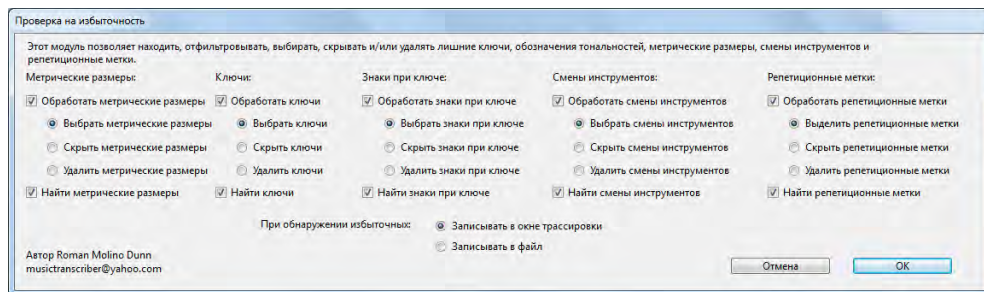 Проверка на избыточность
Этот модуль позволяет находить, отфильтровывать, выбирать, скрывать и/или удалять лишние ключи, обозначения тональностей, метрические размеры, смены инструментов и
репетиционные метки.
Метрические размеры: Ключи: Знаки при ключе: Смены инструментов: Репетиционные метки:
Обработать метрические размеры Обработать ключи Обработать знаки при ключе Обработать смены инструментов Обработать репетиционные метки
Выбрать метрические размеры Выбрать ключи Выбрать знаки при ключе Выбрать смены инструментов Выделить репетиционные метки
Скрыть метрические размеры Скрыть ключи Скрыть знаки при ключе Скрыть смены инструментов Скрыть репетиционные метки
Удалить метрические размеры Удалить ключи Удалить знаки при ключе Удалить смены инструментов Удалить репетиционные метки
Найти метрические размеры Найти ключи Найти знаки при ключе Найти смены инструментов Найти репетиционные метки
При обнаружении избыточных: Записывать в окне трассировки
Записывать в файл
Автор Roman Molino Dunn
musictranscriber@yahoo.com
Отмена OK